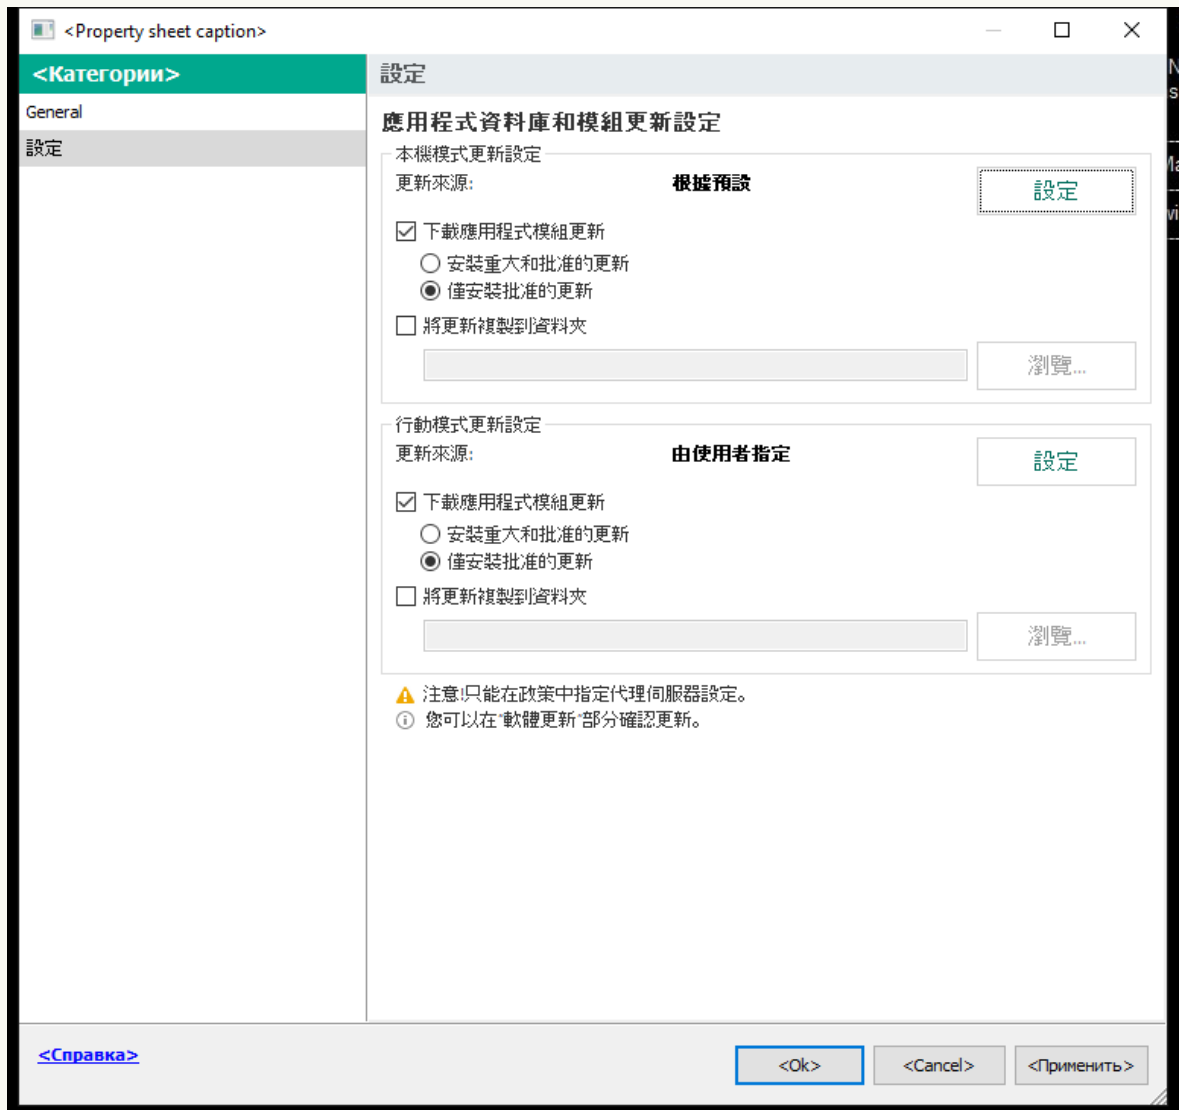 <Property sheet caption>
<Категории>
General
設定
設定
應用程式資料庫和模組更新設定
本機模式更新設定
更新來源: 根據預設 設定
下載應用程式模組更新
安裝重大和批准的更新
僅安裝批准的更新
將更新複製到資料夾
瀏覽...
行動模式更新設定
更新來源: 由使用者指定 設定
下載應用程式模組更新
安裝重大和批准的更新
僅安裝批准的更新
將更新複製到資料夾
瀏覽...
注意!只能在政策中指定代理伺服器設定。
您可以在"軟體更新"部分確認更新。
<Справка>
<Ok> <Cancel> <Применить>